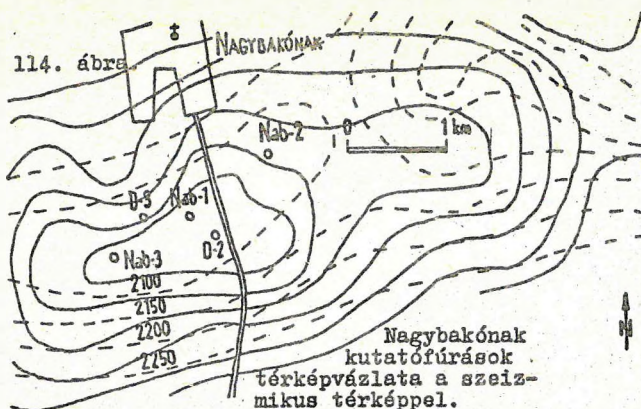 NAGYBAKÓNAK
114. ábra.
Nab-2
0 1 km
D-3
Nab-1
D-2
Nab-3
2100
2150
2200
2250
N
Nagybakónak
kutatófúrások
térképvázlata a szeiz-
mikus térképpel.